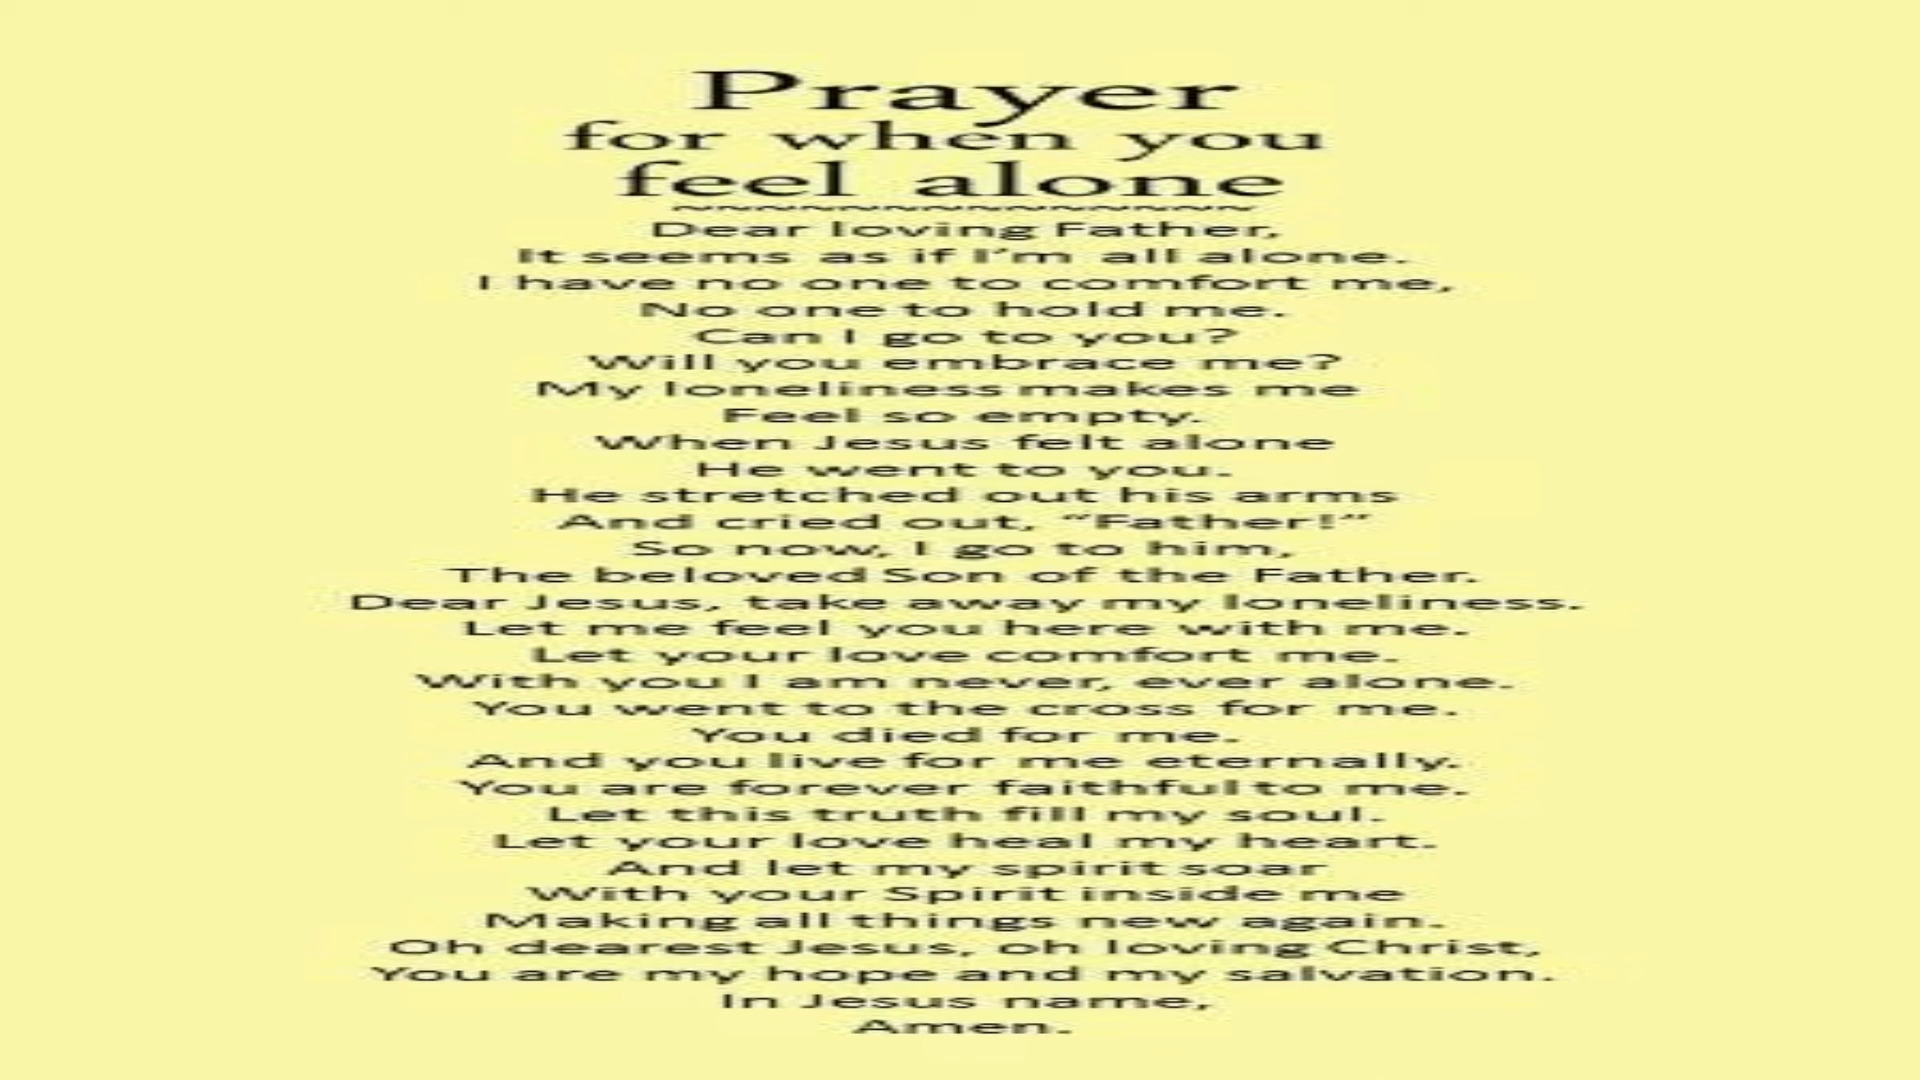 Prayer
for when you
feel alone
~~~~~~~~~~~~~~~~
Dear loving Father,
It seems as if I'm all alone.
I have no one to comfort me,
No one to hold me.
Can I go to you?
Will you embrace me?
My loneliness makes me
Feel so empty.
When Jesus felt alone
He went to you.
He stretched out his arms
And cried out, “Father!”
So now, I go to him,
The beloved Son of the Father.
Dear Jesus, take away my loneliness.
Let me feel you here with me.
Let your love comfort me.
With you I am never, ever alone.
You went to the cross for me.
You died for me.
And you live for me eternally.
You are forever faithful to me.
Let this truth fill my soul.
Let your love heal my heart.
And let my spirit soar
With your Spirit inside me
Making all things new again.
Oh dearest Jesus, oh loving Christ,
You are my hope and my salvation.
In Jesus name,
Amen.